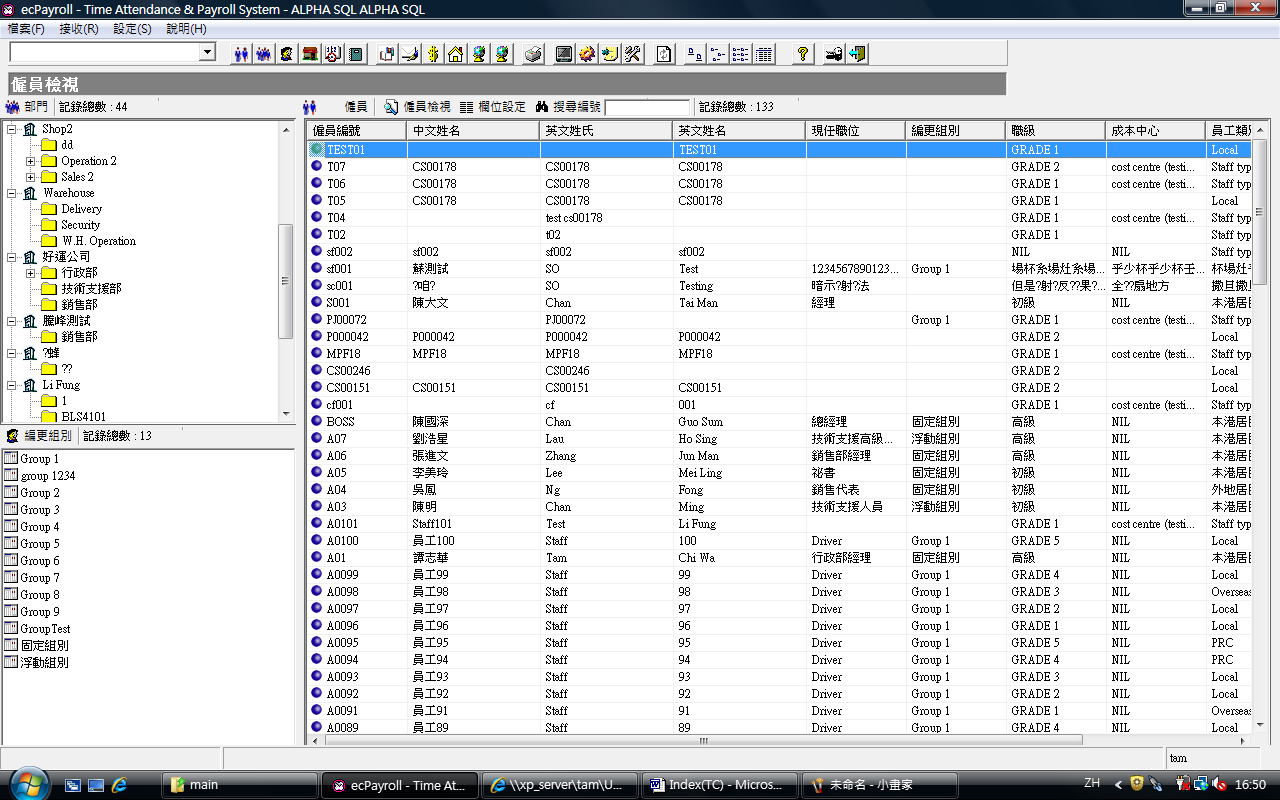 ecPayroll - Time Attendance & Payroll System - ALPHA SQL ALPHA SQL
檔案(F) 接收(R) 設定(S) 說明(H)
僱員檢視
部門 記錄總數 : 44
Shop2
dd
Operation 2
Sales 2
Warehouse
Delivery
Security
W.H. Operation
好運公司
行政部
技術支援部
銷售部
騰峰測試
銷售部
?蜂
??
Li Fung
1
BLS4101
編更組別 記錄總數 : 13
Group 1
group 1234
Group 2
Group 3
Group 4
Group 5
Group 6
Group 7
Group 8
Group 9
GroupTest
固定組別
浮動組別
僱員 僱員檢視 欄位設定 搜尋編號 記錄總數 : 133
僱員編號 中文姓名 英文姓氏 英文姓名 現任職位 編更組別 職級 成本中心 員工類別
TEST01 TEST01 GRADE 1 Local
T07 CS00178 CS00178 CS00178 GRADE 2 cost centre (testi... Staff typ
T06 CS00178 CS00178 CS00178 GRADE 1 cost centre (testi... Staff typ
T05 CS00178 CS00178 CS00178 GRADE 1 Local
T04 test cs00178 GRADE 1 cost centre (testi... Staff typ
T02 t02 GRADE 1 Staff typ
sf002 sf002 sf002 sf002 NIL NIL Staff typ
sf001 蘇測試 SO Test 1234567890123... Group 1
sc001 ?咱? SO Testing 暗示?射?法 但是?射?反??果?... 全??扇地方
S001 陳大文 Chan Tai Man 經理 初級 NIL 本港居
PJ00072 PJ00072 Group 1 GRADE 1 cost centre (testi... Staff typ
P000042 P000042 P000042 P000042 GRADE 2 Local
MPF18 MPF18 MPF18 MPF18 GRADE 1 cost centre (testi... Staff typ
CS00246 CS00246 GRADE 2 Local
CS00151 CS00151 CS00151 CS00151 GRADE 2 Local
cf001 cf 001 GRADE 1 cost centre (testi... Staff typ
BOSS 陳國深 Chan Guo Sum 總經理 固定組別 高級 NIL 本港居
A07 劉浩星 Lau Ho Sing 技術支援高級... 浮動組別 高級 NIL 本港居
A06 張進文 Zhang Jun Man 銷售部經理 固定組別 高級 NIL 本港居
A05 李美玲 Lee Mei Ling 祕書 固定組別 初級 NIL 本港居
A04 吳鳳 Ng Fong 銷售代表 固定組別 初級 NIL 外地居
A03 陳明 Chan Ming 技術支援人員 浮動組別 初級 NIL 本港居
A0101 Staff101 Test Li Fung GRADE 1 cost centre (testi... Staff typ
A0100 員工100 Staff 100 Driver Group 1 GRADE 5 NIL Local
A01 譚志華 Tam Chi Wa 行政部經理 固定組別 高級 NIL 本港居
A0099 員工99 Staff 99 Driver Group 1 GRADE 4 NIL Local
A0098 員工98 Staff 98 Driver Group 1 GRADE 3 NIL Overseas
A0097 員工97 Staff 97 Driver Group 1 GRADE 2 NIL Local
A0096 員工96 Staff 96 Driver Group 1 GRADE 1 NIL Local
A0095 員工95 Staff 95 Driver Group 1 GRADE 5 NIL PRC
A0094 員工94 Staff 94 Driver Group 1 GRADE 4 NIL PRC
A0093 員工93 Staff 93 Driver Group 1 GRADE 3 NIL Local
A0092 員工92 Staff 92 Driver Group 1 GRADE 2 NIL Local
A0091 員工91 Staff 91 Driver Group 1 GRADE 1 NIL Overseas
A0089 員工89 Staff 89 Driver Group 1 GRADE 4 NIL Local
tam
main ecPayroll - Time At... \\xp_server\tam\U... Index(TC) - Micros... 未命名 - 小畫家 ZH 16:50